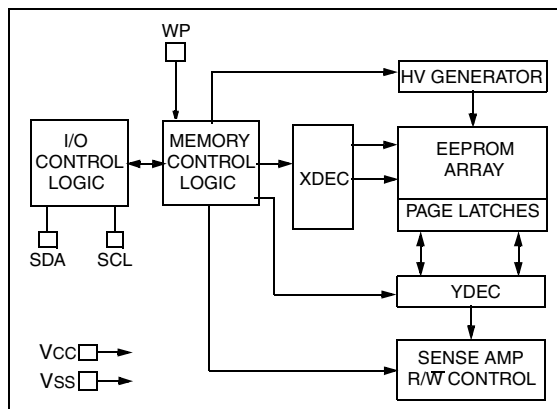 WP
HV GENERATOR
I/O
CONTROL
LOGIC
MEMORY
CONTROL
LOGIC
XDEC
EEPROM
ARRAY
PAGE LATCHES
SDA
SCL
YDEC
VCC
VSS
SENSE AMP
R/W̅ CONTROL